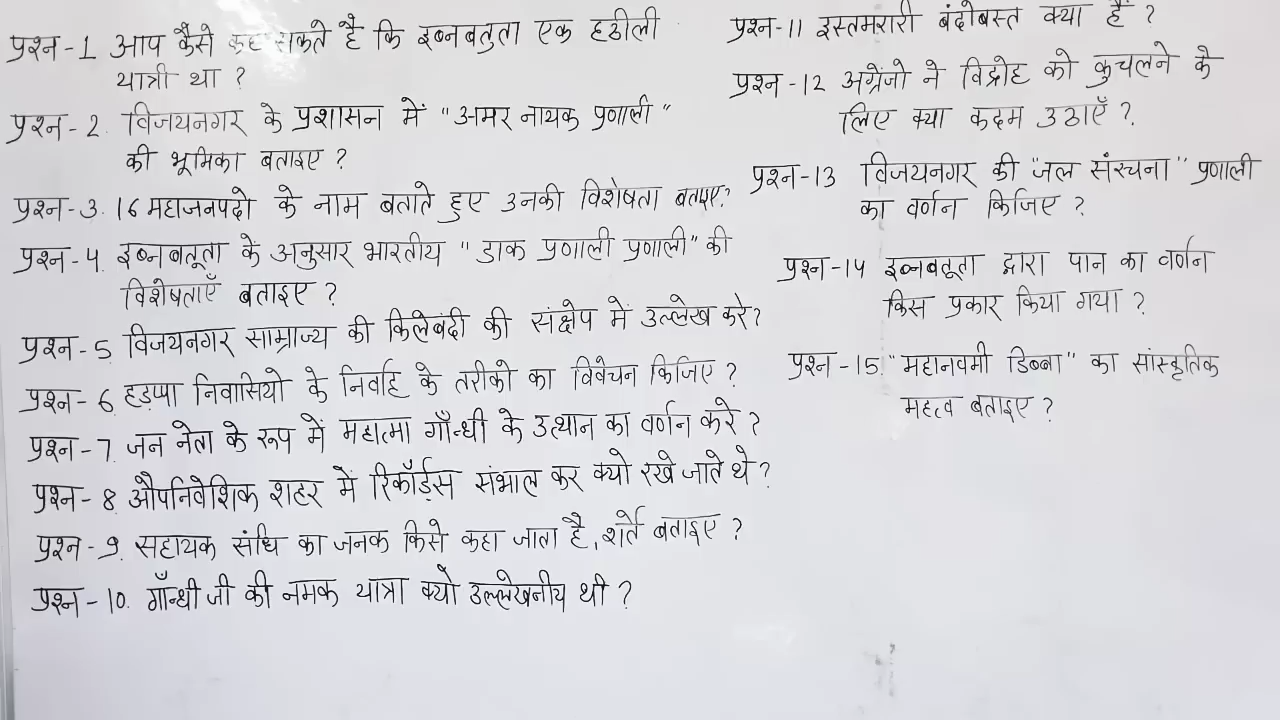 प्रश्न-1 आप कैसे कह सकते है कि इब्नबतुता एक हठीली
यात्री था ?
प्रश्न-2. विजयनगर के प्रशासन में "अमर नायक प्रणाली"
की भूमिका बताइए ?
प्रश्न-3. 16 महाजनपदो के नाम बताते हुए उनकी विशेषता बताए?
प्रश्न-4. इब्नबतूता के अनुसार भारतीय "डाक प्रणाली प्रणाली" की
विशेषताएँ बताइए ?
प्रश्न-5. विजयनगर साम्राज्य की किलेबंदी की संक्षेप में उल्लेख करे?
प्रश्न-6. हड़प्पा निवासियो के निर्वाह के तरीको का विवेचन किजिए ?
प्रश्न-7. जन नेता के रूप में महात्मा गाँन्धी के उत्थान का वर्णन करे ?
प्रश्न-8. औपनिवेशिक शहर में रिकॉर्ड्स संभाल कर क्यो रखे जाते थे ?
प्रश्न-9. सहायक संधि का जनक किसे कहा जाता है, शर्ते बताइए ?
प्रश्न-10. गाँन्धी जी की नमक यात्रा क्यो उल्लेखनीय थी ?
प्रश्न-11 इस्तमरारी बंदोबस्त क्या हैं ?
प्रश्न-12 अग्रेंजो ने विद्रोह को कुचलने के
लिए क्या कदम उठाएँ ?
प्रश्न-13 विजयनगर की "जल संरचना" प्रणाली
का वर्णन किजिए ?
प्रश्न-14 इब्नबतूता द्वारा पान का वर्णन
किस प्रकार किया गया ?
प्रश्न-15. "महानवमी डिब्बा" का सांस्कृतिक
महत्व बताइए ?